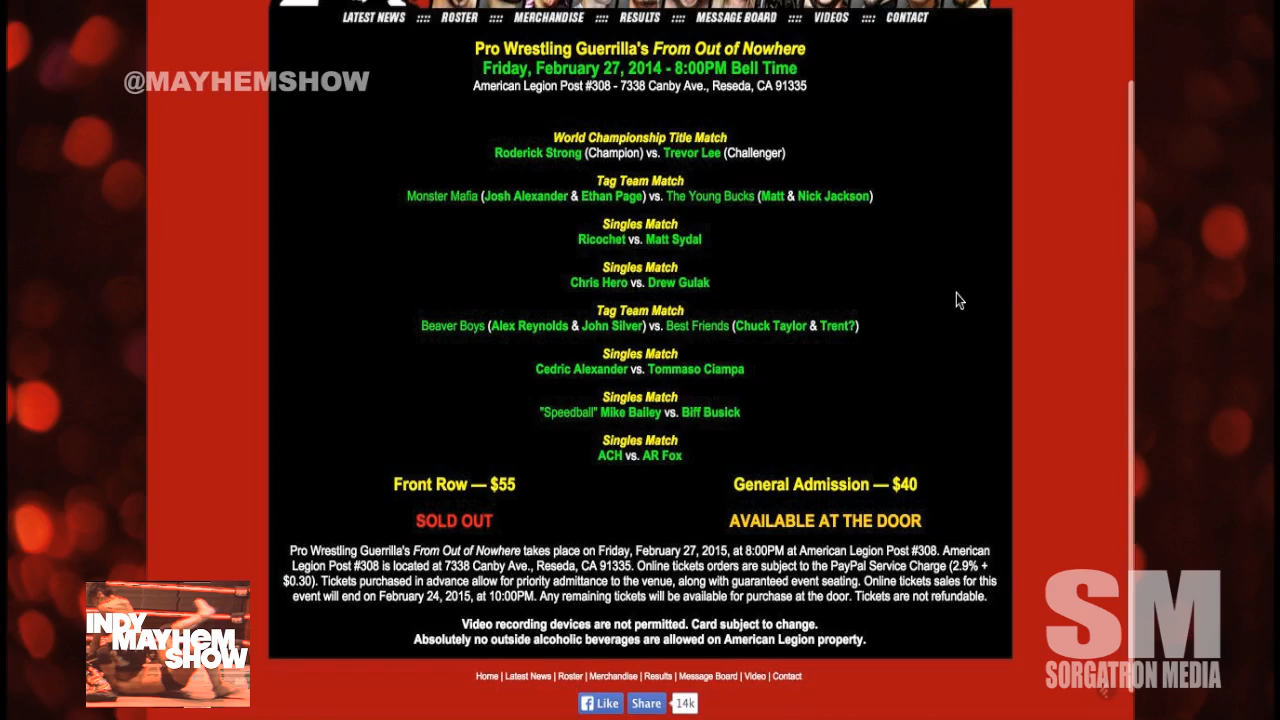 LATEST NEWS :::: ROSTER :::: MERCHANDISE :::: RESULTS :::: MESSAGE BOARD :::: VIDEOS :::: CONTACT
Pro Wrestling Guerrilla's From Out of Nowhere
Friday, February 27, 2014 - 8:00PM Bell Time
@MAYHEMSHOW
American Legion Post #308 - 7338 Canby Ave., Reseda, CA 91335
World Championship Title Match
Roderick Strong (Champion) vs. Trevor Lee (Challenger)
Tag Team Match
Monster Mafia (Josh Alexander & Ethan Page) vs. The Young Bucks (Matt & Nick Jackson)
Singles Match
Ricochet vs. Matt Sydal
Singles Match
Chris Hero vs. Drew Gulak
Tag Team Match
Beaver Boys (Alex Reynolds & John Silver) vs. Best Friends (Chuck Taylor & Trent?)
Singles Match
Cedric Alexander vs. Tommaso Ciampa
Singles Match
"Speedball" Mike Bailey vs. Biff Busick
Singles Match
ACH vs. AR Fox
Front Row — $55 General Admission — $40
SOLD OUT AVAILABLE AT THE DOOR
Pro Wrestling Guerrilla's From Out of Nowhere takes place on Friday, February 27, 2015, at 8:00PM at American Legion Post #308. American
Legion Post #308 is located at 7338 Canby Ave., Reseda, CA 91335. Online tickets orders are subject to the PayPal Service Charge (2.9% +
$0.30). Tickets purchased in advance allow for priority admittance to the venue, along with guaranteed event seating. Online tickets sales for this
event will end on February 24, 2015, at 10:00PM. Any remaining tickets will be available for purchase at the door. Tickets are not refundable.
Video recording devices are not permitted. Card subject to change.
Absolutely no outside alcoholic beverages are allowed on American Legion property.
INDY
MAYHEM
SHOW
SM
SORGATRON MEDIA
Home | Latest News | Roster | Merchandise | Results | Message Board | Video | Contact
Like Share 14k